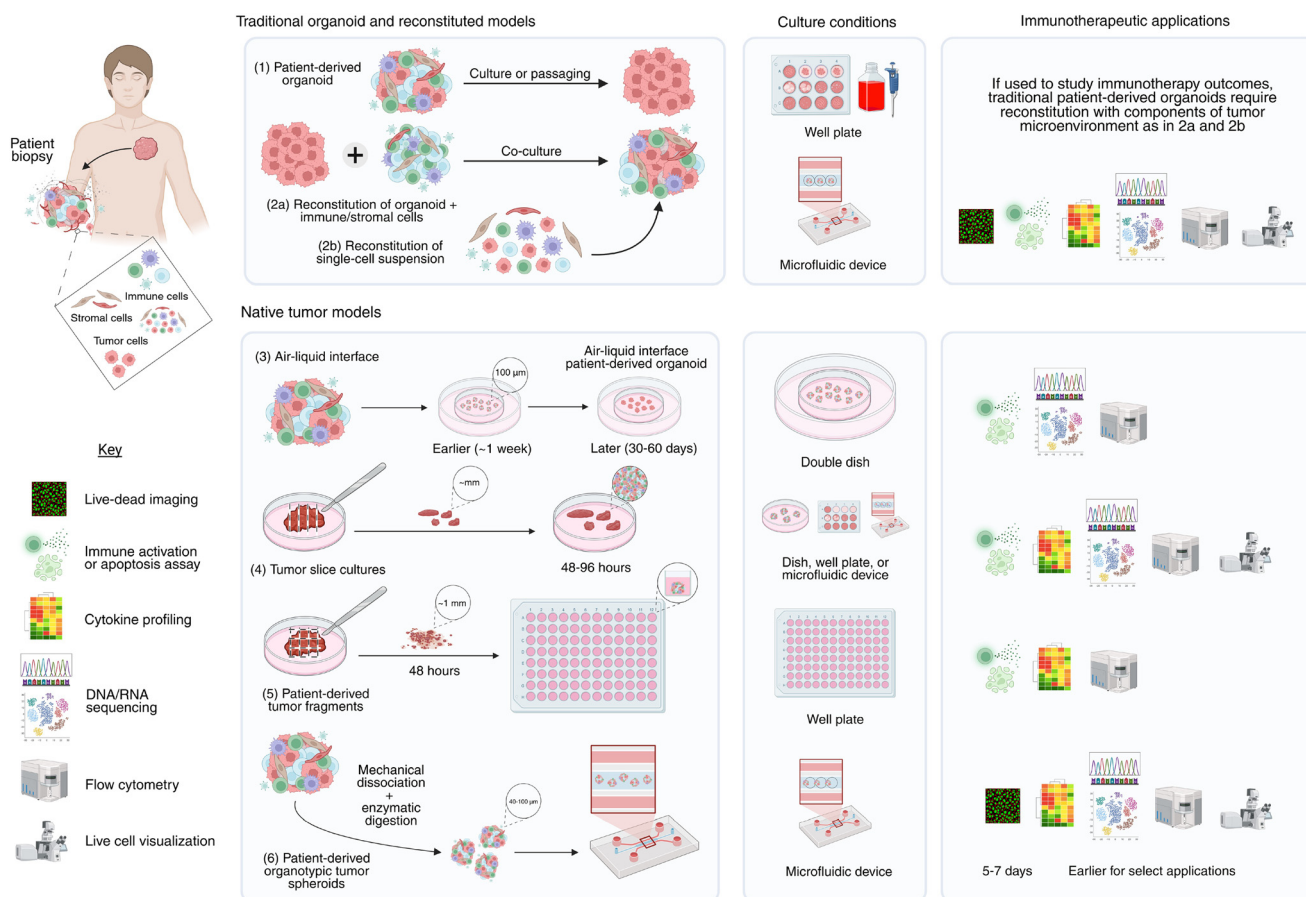 Traditional organoid and reconstituted models
Culture conditions
Immunotherapeutic applications
Patient
biopsy
Immune cells
Stromal cells
Tumor cells
(1) Patient-derived
organoid
Culture or passaging
+
Co-culture
(2a) Reconstitution of organoid +
immune/stromal cells
(2b) Reconstitution of
single-cell suspension
Well plate
Microfluidic device
If used to study immunotherapy outcomes,
traditional patient-derived organoids require
reconstitution with components of tumor
microenvironment as in 2a and 2b
Native tumor models
(3) Air-liquid interface
100 μm
Air-liquid interface
patient-derived organoid
Earlier (~1 week)
Later (30-60 days)
Double dish
~mm
(4) Tumor slice cultures
48-96 hours
Dish, well plate, or
microfluidic device
~1 mm
48 hours
(5) Patient-derived
tumor fragments
Well plate
Mechanical
dissociation
+
enzymatic
digestion
40-100 μm
(6) Patient-derived
organotypic tumor
spheroids
Microfluidic device
5-7 days
Earlier for select applications
Key
Live-dead imaging
Immune activation
or apoptosis assay
Cytokine profiling
DNA/RNA
sequencing
Flow cytometry
Live cell visualization